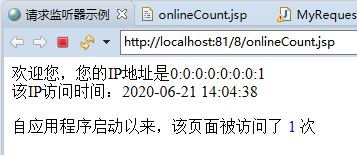 请求监听器示例 onlineCount.jsp MyReques
http://localhost:81/8/onlineCount.jsp
欢迎您，您的IP地址是0:0:0:0:0:0:0:1
该IP访问时间：2020-06-21 14:04:38
自应用程序启动以来，该页面被访问了 1 次